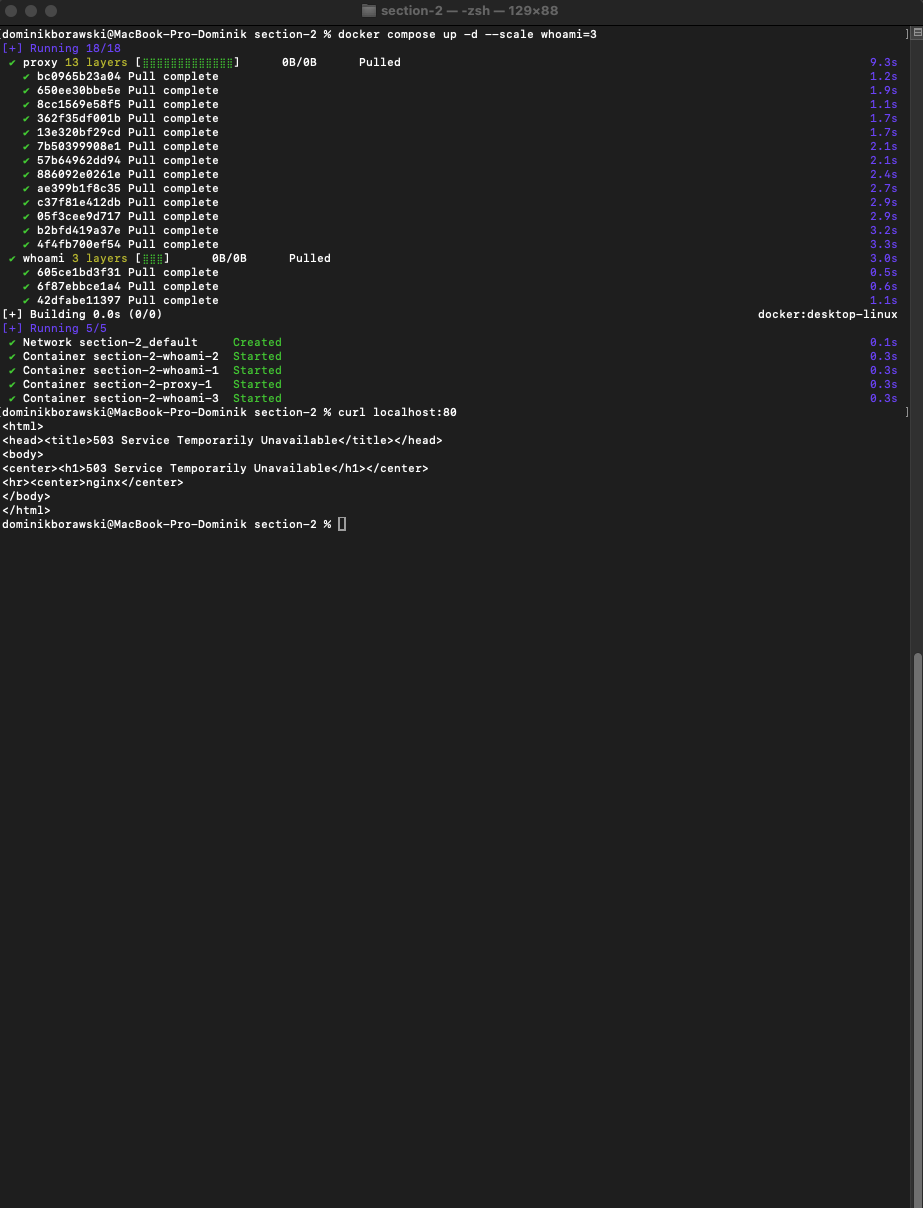 section-2 — -zsh — 129×88
[dominikborawski@MacBook-Pro-Dominik section-2 % docker compose up -d --scale whoami=3 ]
[+] Running 18/18
✔ proxy 13 layers [⣿⣿⣿⣿⣿⣿⣿⣿⣿⣿⣿⣿⣿] 0B/0B Pulled 9.3s
✔ bc0965b23a04 Pull complete 1.2s
✔ 650ee30bbe5e Pull complete 1.9s
✔ 8cc1569e58f5 Pull complete 1.1s
✔ 362f35df001b Pull complete 1.7s
✔ 13e320bf29cd Pull complete 1.7s
✔ 7b50399908e1 Pull complete 2.1s
✔ 57b64962dd94 Pull complete 2.1s
✔ 886092e0261e Pull complete 2.4s
✔ ae399b1f8c35 Pull complete 2.7s
✔ c37f81e412db Pull complete 2.9s
✔ 05f3cee9d717 Pull complete 2.9s
✔ b2bfd419a37e Pull complete 3.2s
✔ 4f4fb700ef54 Pull complete 3.3s
✔ whoami 3 layers [⣿⣿⣿] 0B/0B Pulled 3.0s
✔ 605ce1bd3f31 Pull complete 0.5s
✔ 6f87ebbce1a4 Pull complete 0.6s
✔ 42dfabe11397 Pull complete 1.1s
[+] Building 0.0s (0/0) docker:desktop-linux
[+] Running 5/5
✔ Network section-2_default Created 0.1s
✔ Container section-2-whoami-2 Started 0.3s
✔ Container section-2-whoami-1 Started 0.3s
✔ Container section-2-proxy-1 Started 0.3s
✔ Container section-2-whoami-3 Started 0.3s
[dominikborawski@MacBook-Pro-Dominik section-2 % curl localhost:80 ]
<html>
<head><title>503 Service Temporarily Unavailable</title></head>
<body>
<center><h1>503 Service Temporarily Unavailable</h1></center>
<hr><center>nginx</center>
</body>
</html>
dominikborawski@MacBook-Pro-Dominik section-2 %